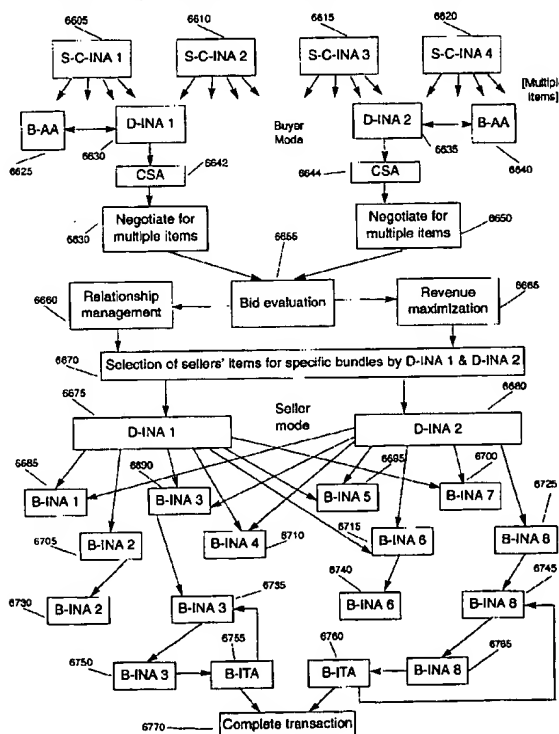 6605
6610
6615
6620
S-C-INA 1
S-C-INA 2
S-C-INA 3
S-C-INA 4
[Multiple
Items]
B-AA
D-INA 1
Buyer
Mode
D-INA 2
B-AA
6625
6630
6635
6640
CSA
6642
6644
CSA
Negotiate for
multiple items
6630
6655
Negotiate for
multiple items
6650
6660
Relationship
management
Bid evaluation
Revenue
maximization
6665
6670
Selection of sellers' items for specific bundles by D-INA 1 & D-INA 2
6675
6680
D-INA 1
Seller
mode
D-INA 2
6685
6690
6695
6700
6725
B-INA 1
B-INA 3
B-INA 5
B-INA 7
6705
B-INA 2
B-INA 4
6710
6715
B-INA 6
B-INA 8
6730
B-INA 2
6735
B-INA 3
6740
B-INA 6
6745
B-INA 8
6755
6760
6750
B-INA 3
B-ITA
B-ITA
B-INA 8
6765
6770
Complete transaction